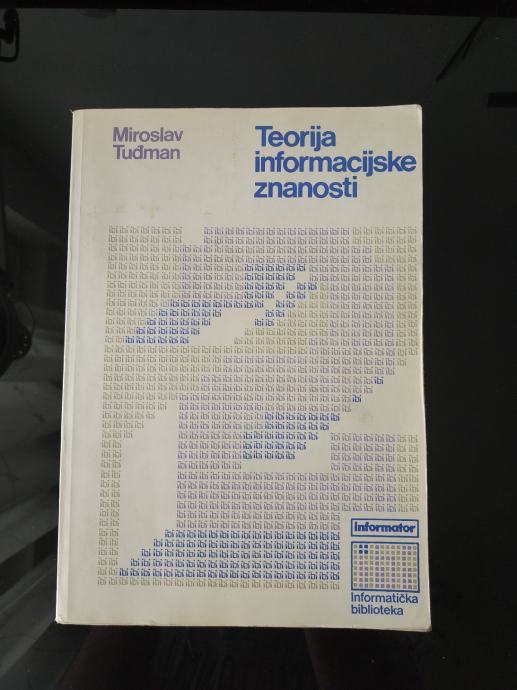 Miroslav
Tuđman
Teorija
informacijske
znanosti
Informator
Informatička
biblioteka